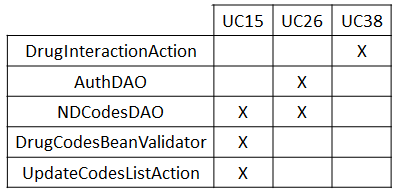 UC15 UC26 UC38
DrugInteractionAction X
AuthDAO X
NDCodesDAO X X
DrugCodesBeanValidator X
UpdateCodesListAction X